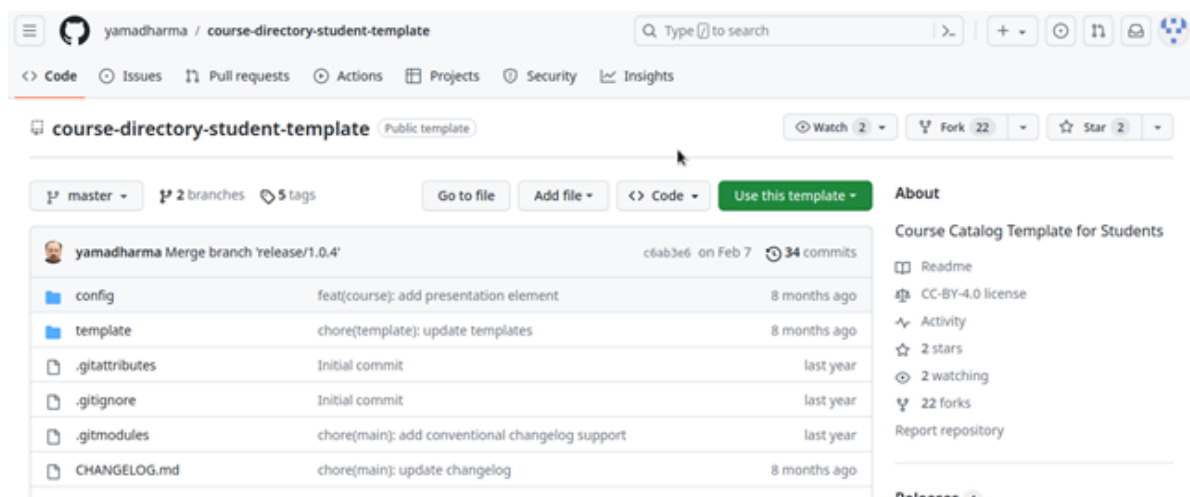 yamadharma / course-directory-student-template
Type / to search
Code Issues Pull requests Actions Projects Security Insights
course-directory-student-template Public template
Watch 2 Fork 22 Star 2
master 2 branches 5 tags Go to file Add file Code Use this template
yamadharma Merge branch 'release/1.0.4' c6ab3e6 on Feb 7 34 commits
config feat(course): add presentation element 8 months ago
template chore(template): update templates 8 months ago
.gitattributes Initial commit last year
.gitignore Initial commit last year
.gitmodules chore(main): add conventional changelog support last year
CHANGELOG.md chore(main): update changelog 8 months ago
About
Course Catalog Template for Students
Readme
CC-BY-4.0 license
Activity
2 stars
2 watching
22 forks
Report repository
Releases